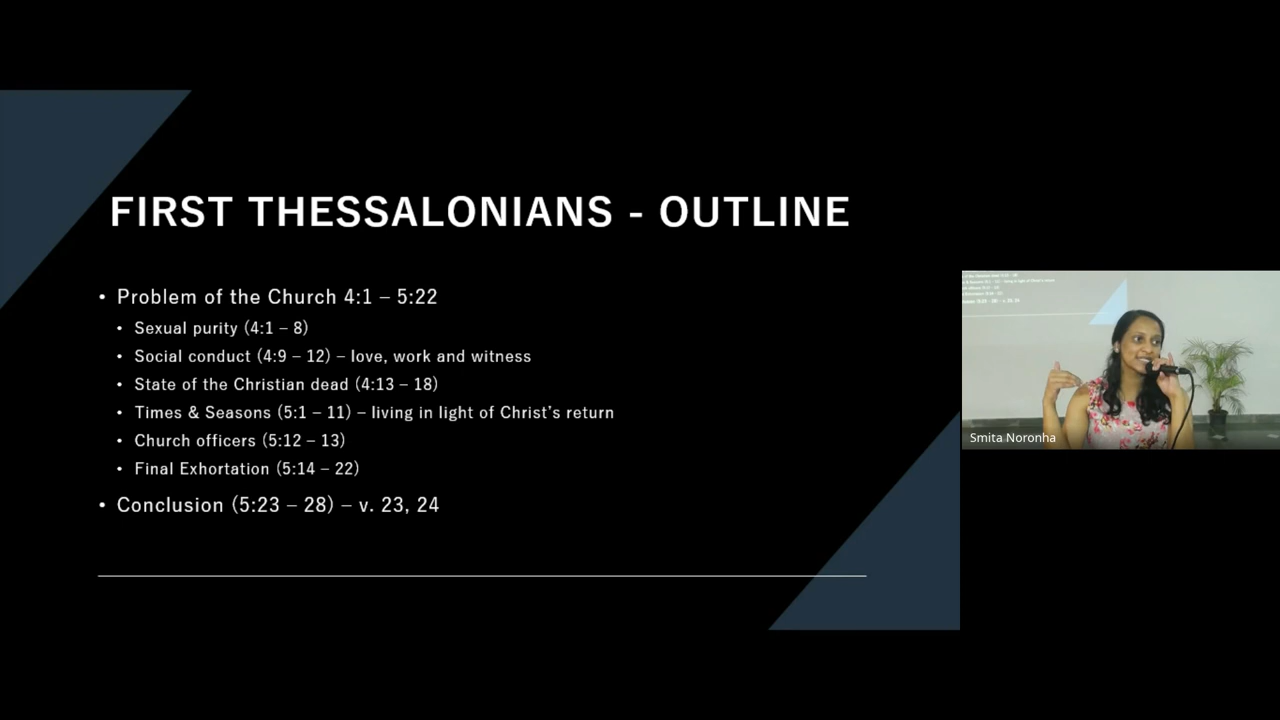 FIRST THESSALONIANS - OUTLINE
• Problem of the Church 4:1 – 5:22
• Sexual purity (4:1 – 8)
• Social conduct (4:9 – 12) – love, work and witness
• State of the Christian dead (4:13 – 18)
• Times & Seasons (5:1 – 11) – living in light of Christ's return
• Church officers (5:12 – 13)
• Final Exhortation (5:14 – 22)
• Conclusion (5:23 – 28) – v. 23, 24
Smita Noronha